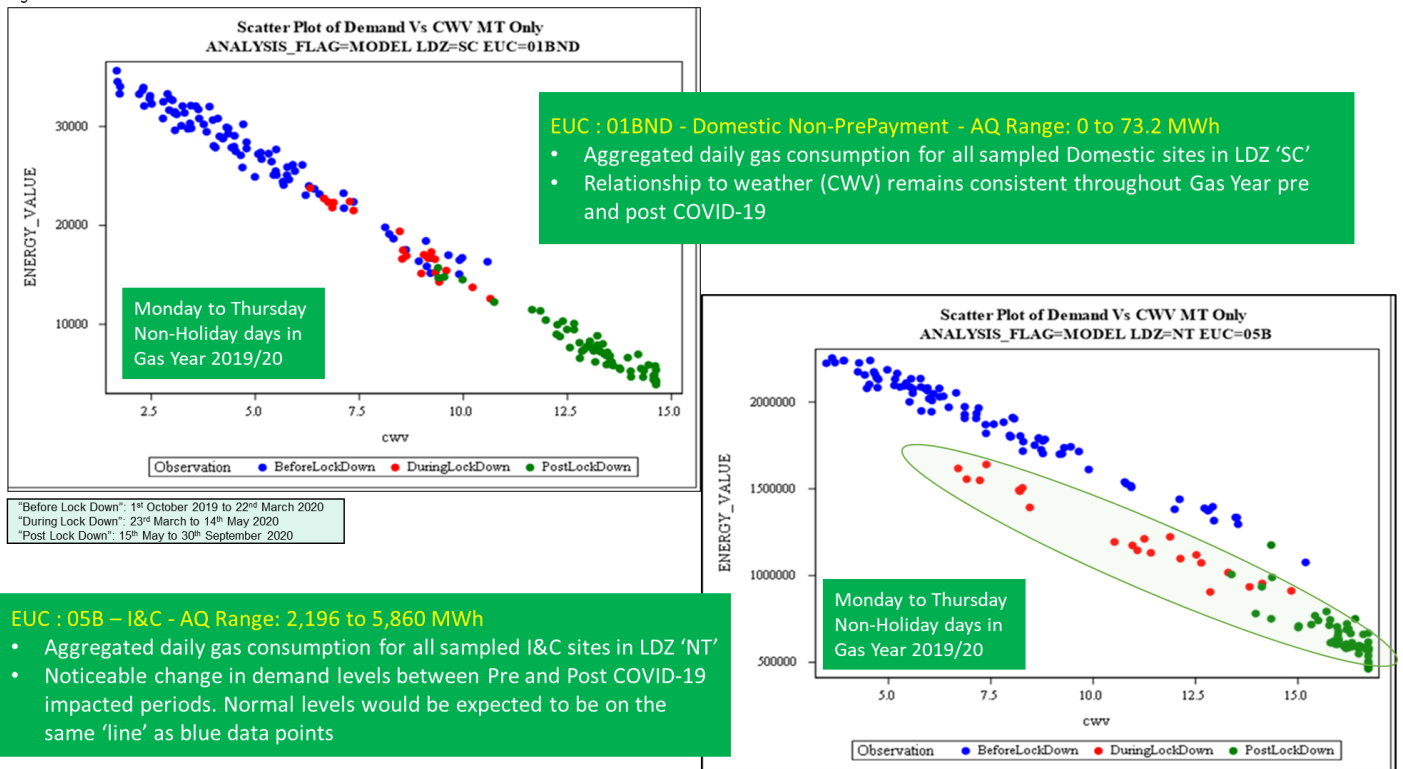 Scatter Plot of Demand Vs CWV MT Only
ANALYSIS_FLAG=MODEL LDZ=SC EUC=01BND
ENERGY_VALUE
30000
20000
10000
Monday to Thursday
Non-Holiday days in
Gas Year 2019/20
2.5 5.0 7.5 10.0 12.5 15.0
CWV
Observation BeforeLockDown DuringLockDown PostLockDown
EUC : 01BND - Domestic Non-PrePayment - AQ Range: 0 to 73.2 MWh
• Aggregated daily gas consumption for all sampled Domestic sites in LDZ ‘SC’
• Relationship to weather (CWV) remains consistent throughout Gas Year pre
and post COVID-19
"Before Lock Down": 1st October 2019 to 22nd March 2020
"During Lock Down": 23rd March to 14th May 2020
"Post Lock Down": 15th May to 30th September 2020
EUC : 05B – I&C - AQ Range: 2,196 to 5,860 MWh
• Aggregated daily gas consumption for all sampled I&C sites in LDZ ‘NT’
• Noticeable change in demand levels between Pre and Post COVID-19
impacted periods. Normal levels would be expected to be on the
same ‘line’ as blue data points
Scatter Plot of Demand Vs CWV MT Only
ANALYSIS_FLAG=MODEL LDZ=NT EUC=05B
ENERGY_VALUE
2000000
1500000
1000000
500000
Monday to Thursday
Non-Holiday days in
Gas Year 2019/20
5.0 7.5 10.0 12.5 15.0
CWV
Observation BeforeLockDown DuringLockDown PostLockDown